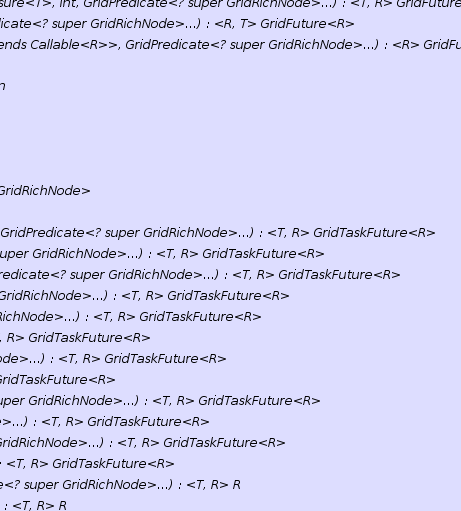 sure<T>, int, GridPredicate<? super GridRichNode>...) : <T, R> GridFuture
licate<? super GridRichNode>...) : <R, T> GridFuture<R>
ends Callable<R>>, GridPredicate<? super GridRichNode>...) : <R> GridFu
n
GridRichNode>
GridPredicate<? super GridRichNode>...) : <T, R> GridTaskFuture<R>
super GridRichNode>...) : <T, R> GridTaskFuture<R>
redicate<? super GridRichNode>...) : <T, R> GridTaskFuture<R>
GridRichNode>...) : <T, R> GridTaskFuture<R>
RichNode>...) : <T, R> GridTaskFuture<R>
, R> GridTaskFuture<R>
ode>...) : <T, R> GridTaskFuture<R>
GridTaskFuture<R>
uper GridRichNode>...) : <T, R> GridTaskFuture<R>
>...) : <T, R> GridTaskFuture<R>
GridRichNode>...) : <T, R> GridTaskFuture<R>
: <T, R> GridTaskFuture<R>
e<? super GridRichNode>...) : <T, R> R
: <T, R> R